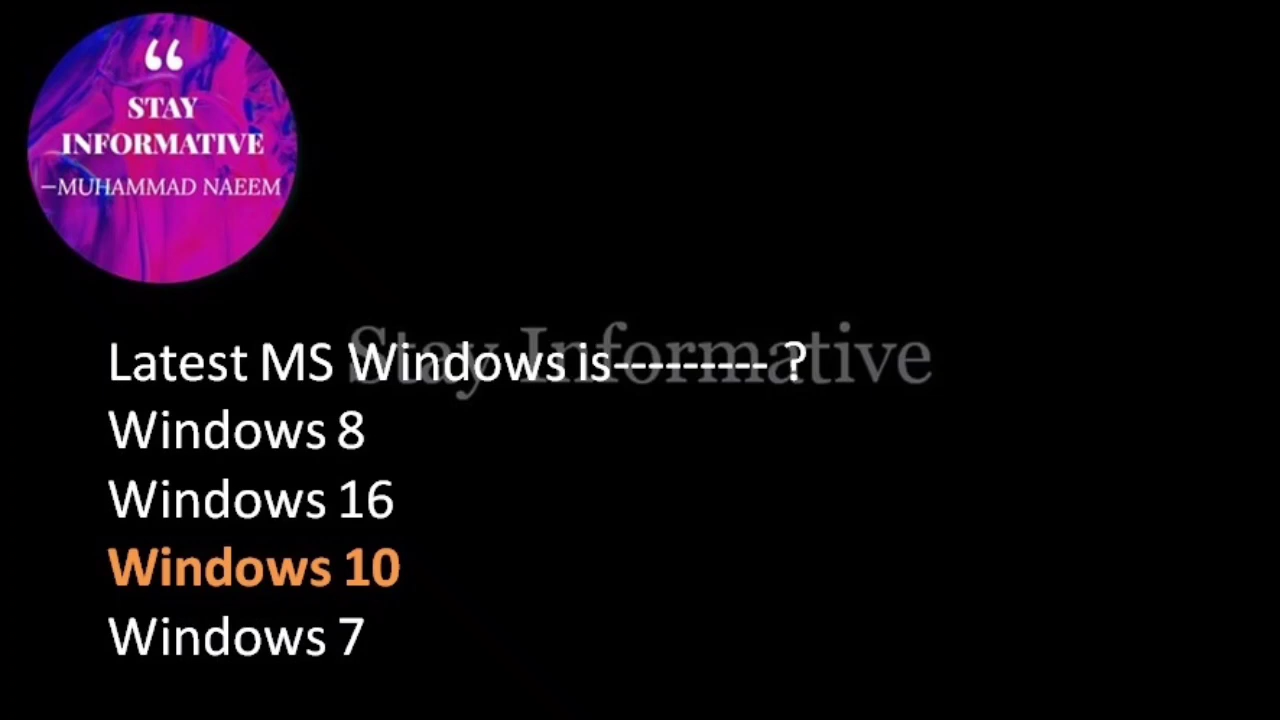 “
STAY
INFORMATIVE
—MUHAMMAD NAEEM
Stay Informative
Latest MS Windows is--------- ?
Windows 8
Windows 16
Windows 10
Windows 7